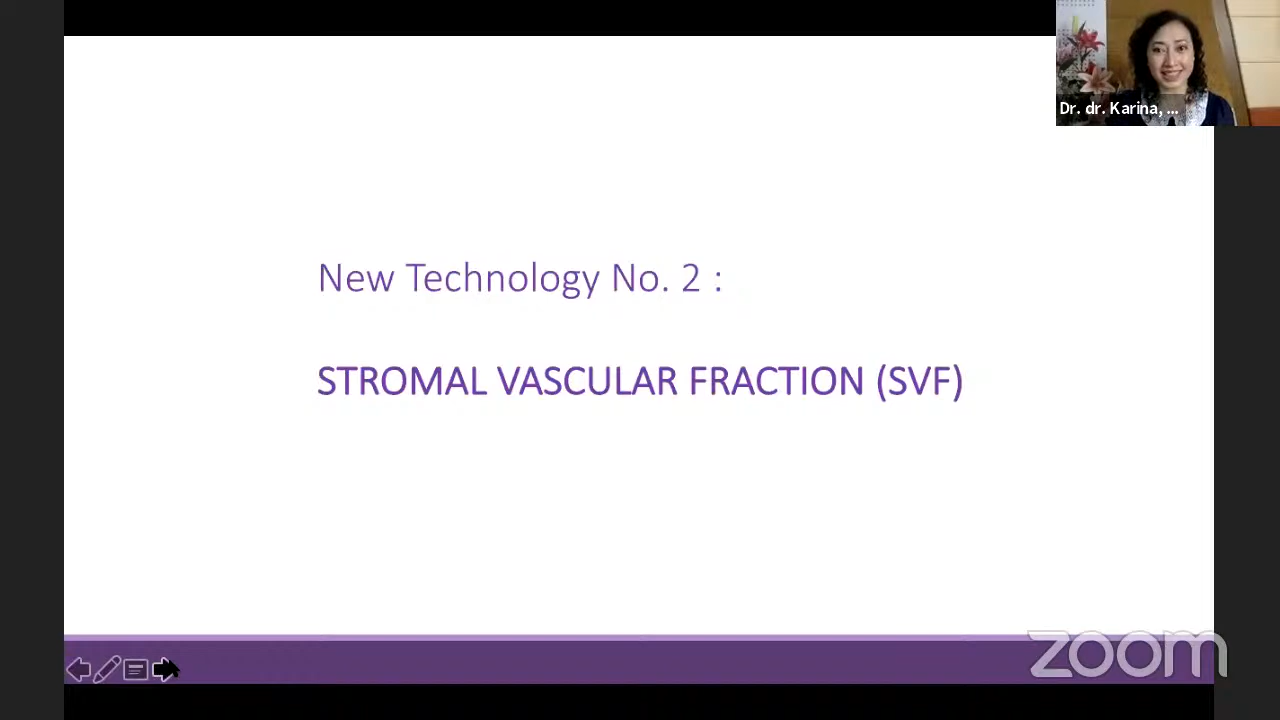 Dr. dr. Karina, ...
New Technology No. 2 :
STROMAL VASCULAR FRACTION (SVF)
zoom